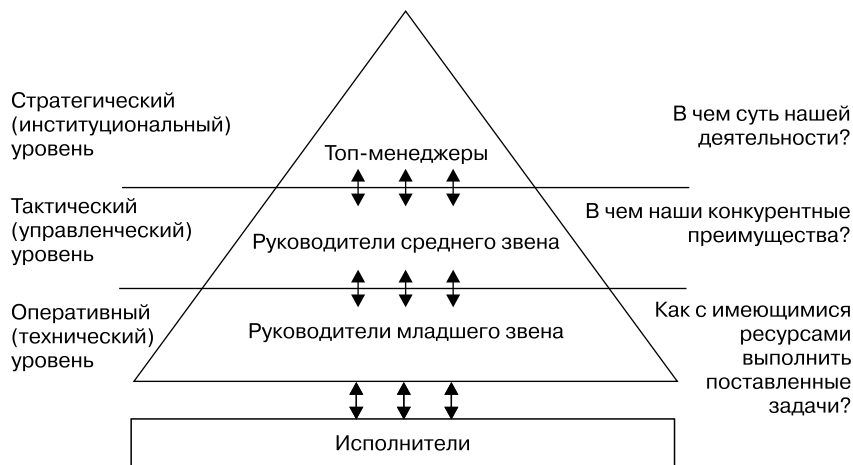 Стратегический
(институциональный)
уровень
В чем суть нашей
деятельности?
Топ-менеджеры
Тактический
(управленческий)
уровень
Руководители среднего звена
В чем наши конкурентные
преимущества?
Оперативный
(технический)
уровень
Руководители младшего звена
Как с имеющимися
ресурсами
выполнить
поставленные
задачи?
Исполнители